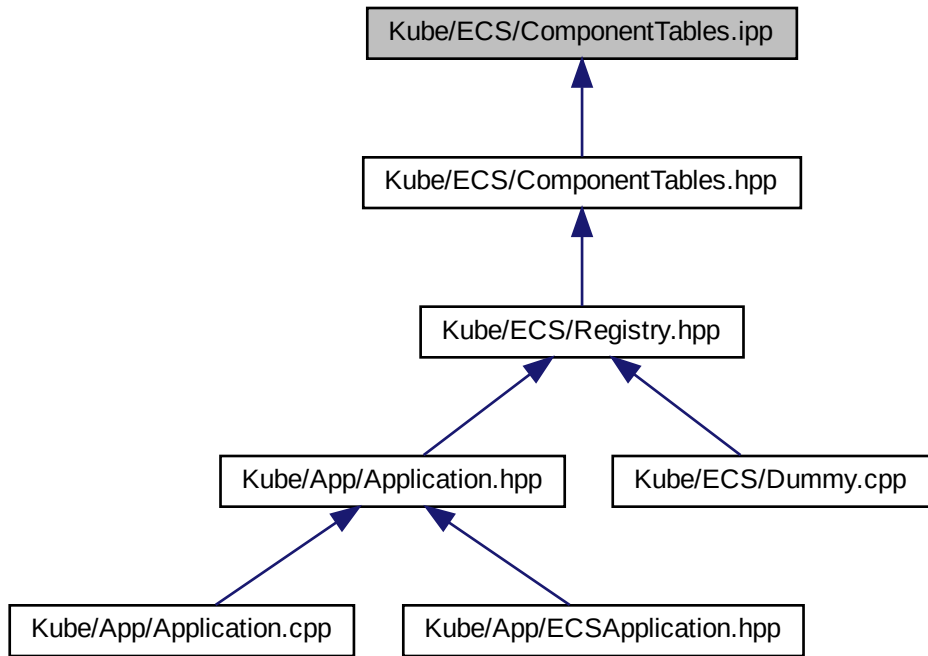 Kube/ECS/ComponentTables.ipp
Kube/ECS/ComponentTables.hpp
Kube/ECS/Registry.hpp
Kube/App/Application.hpp
Kube/ECS/Dummy.cpp
Kube/App/Application.cpp
Kube/App/ECSApplication.hpp